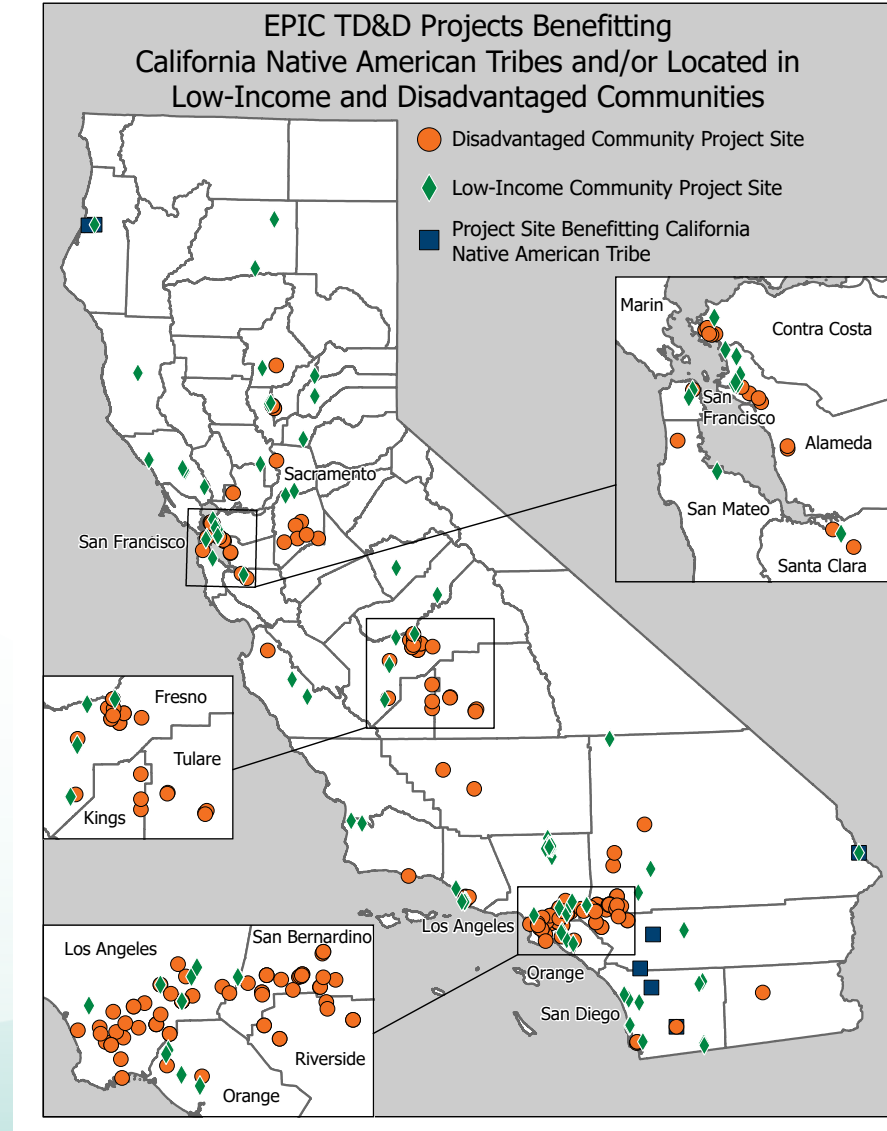 EPIC TD&D Projects Benefitting
California Native American Tribes and/or Located in
Low-Income and Disadvantaged Communities
Disadvantaged Community Project Site
Low-Income Community Project Site
Project Site Benefitting California
Native American Tribe
Marin
Contra Costa
San
Francisco
Alameda
San Mateo
Santa Clara
Sacramento
San Francisco
Fresno
Tulare
Kings
Los Angeles
Orange
San Diego
Los Angeles
San Bernardino
Riverside
Orange